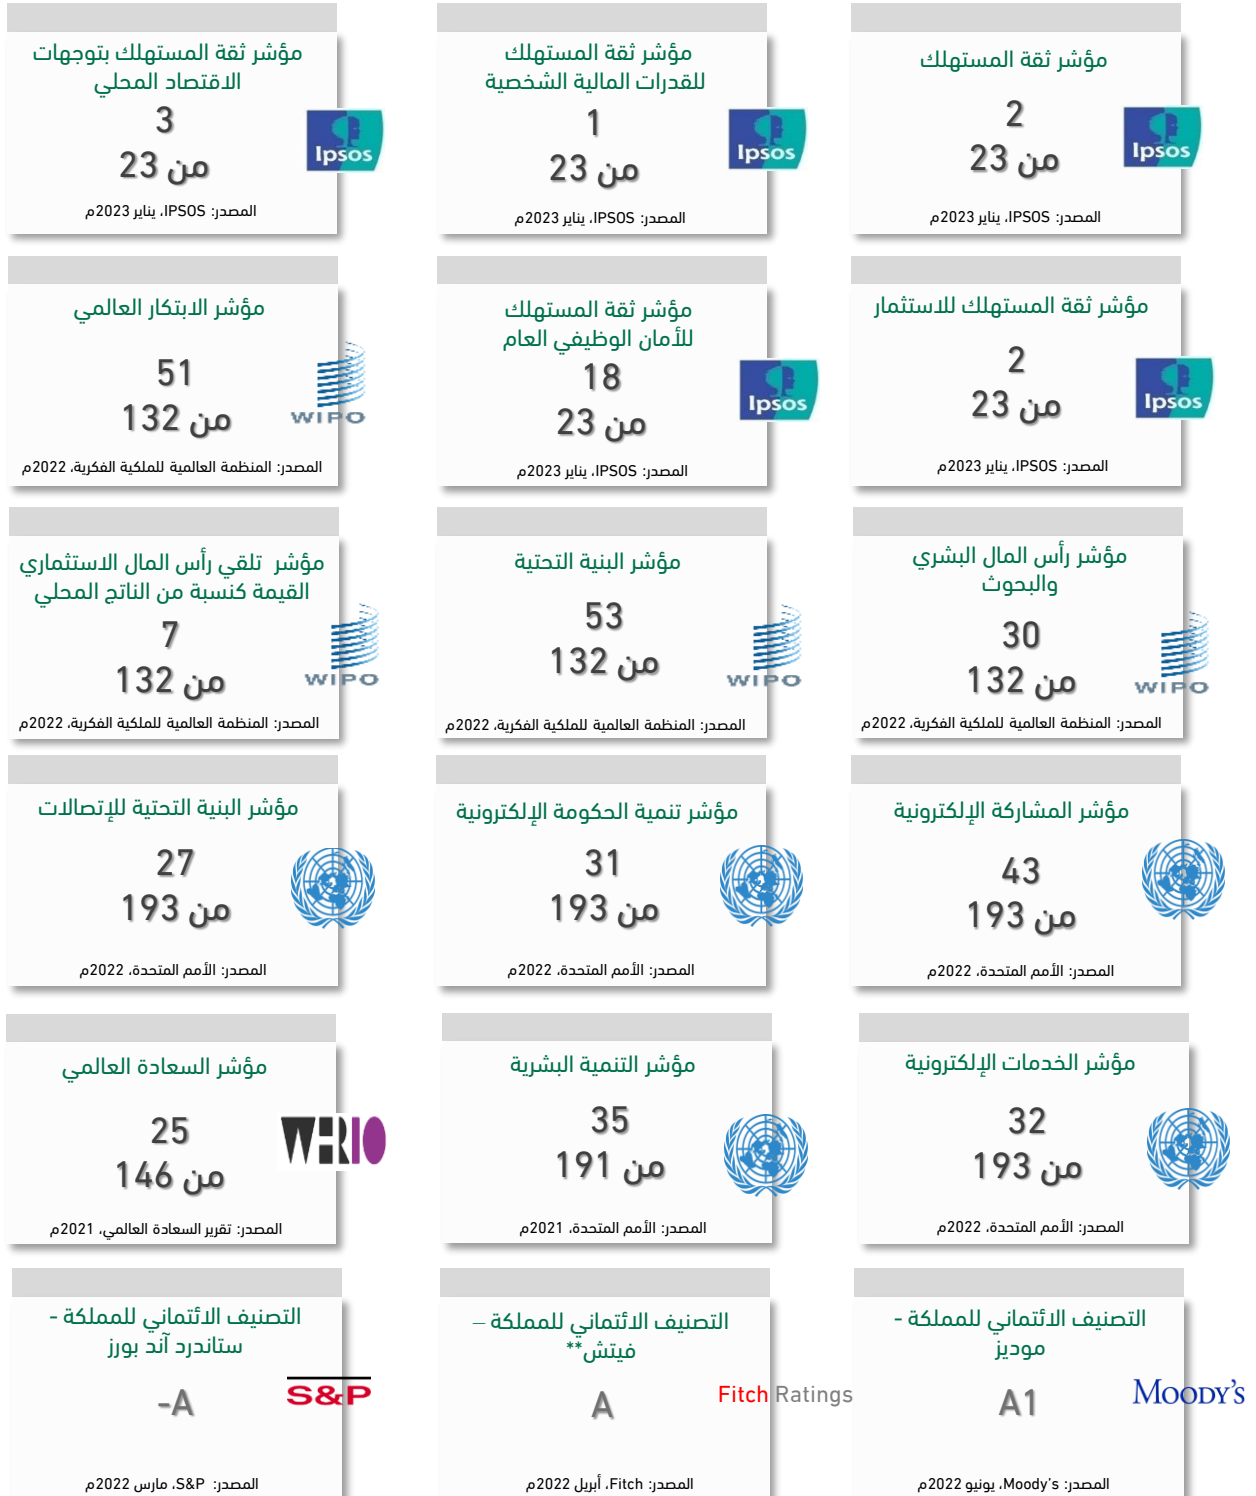 مؤشر ثقة المستهلك
2
من 23
Ipsos
المصدر: IPSOS، يناير 2023م
مؤشر ثقة المستهلك
للقدرات المالية الشخصية
1
من 23
Ipsos
المصدر: IPSOS، يناير 2023م
مؤشر ثقة المستهلك بتوجهات
الاقتصاد المحلي
3
من 23
Ipsos
المصدر: IPSOS، يناير 2023م
مؤشر ثقة المستهلك للاستثمار
2
من 23
Ipsos
المصدر: IPSOS، يناير 2023م
مؤشر ثقة المستهلك
للأمان الوظيفي العام
18
من 23
Ipsos
المصدر: IPSOS، يناير 2023م
مؤشر الابتكار العالمي
51
من 132
WIPO
المصدر: المنظمة العالمية للملكية الفكرية، 2022م
مؤشر رأس المال البشري
والبحوث
30
من 132
WIPO
المصدر: المنظمة العالمية للملكية الفكرية، 2022م
مؤشر البنية التحتية
53
من 132
WIPO
المصدر: المنظمة العالمية للملكية الفكرية، 2022م
مؤشر تلقي رأس المال الاستثماري
القيمة كنسبة من الناتج المحلي
7
من 132
WIPO
المصدر: المنظمة العالمية للملكية الفكرية، 2022م
مؤشر المشاركة الإلكترونية
43
من 193
المصدر: الأمم المتحدة، 2022م
مؤشر تنمية الحكومة الإلكترونية
31
من 193
المصدر: الأمم المتحدة، 2022م
مؤشر البنية التحتية للإتصالات
27
من 193
المصدر: الأمم المتحدة، 2022م
مؤشر الخدمات الإلكترونية
32
من 193
المصدر: الأمم المتحدة، 2022م
مؤشر التنمية البشرية
35
من 191
المصدر: الأمم المتحدة، 2021م
مؤشر السعادة العالمي
25
من 146
WHR10
المصدر: تقرير السعادة العالمي، 2021م
التصنيف الائتماني للمملكة -
موديز
A1
MOODY'S
المصدر: Moody's، يونيو 2022م
التصنيف الائتماني للمملكة –
فيتش**
A
Fitch Ratings
المصدر: Fitch، أبريل 2022م
التصنيف الائتماني للمملكة -
ستاندرد آند بورز
-A
S&P
المصدر: S&P، مارس 2022م